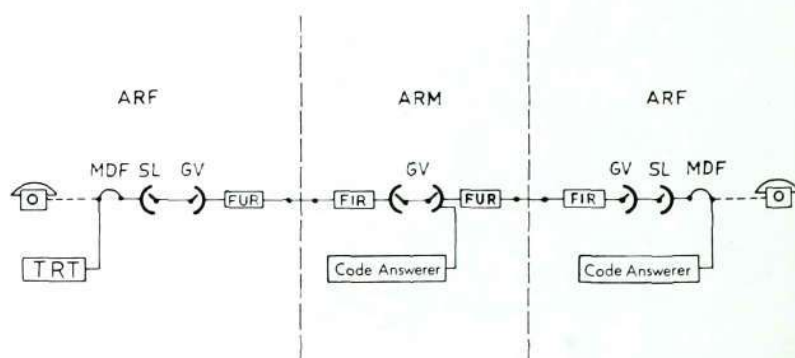 ARF ARM ARF
MDF SL GV GV GV SL MDF
FUR FIR FUR FIR
TRT Code Answerer Code Answerer